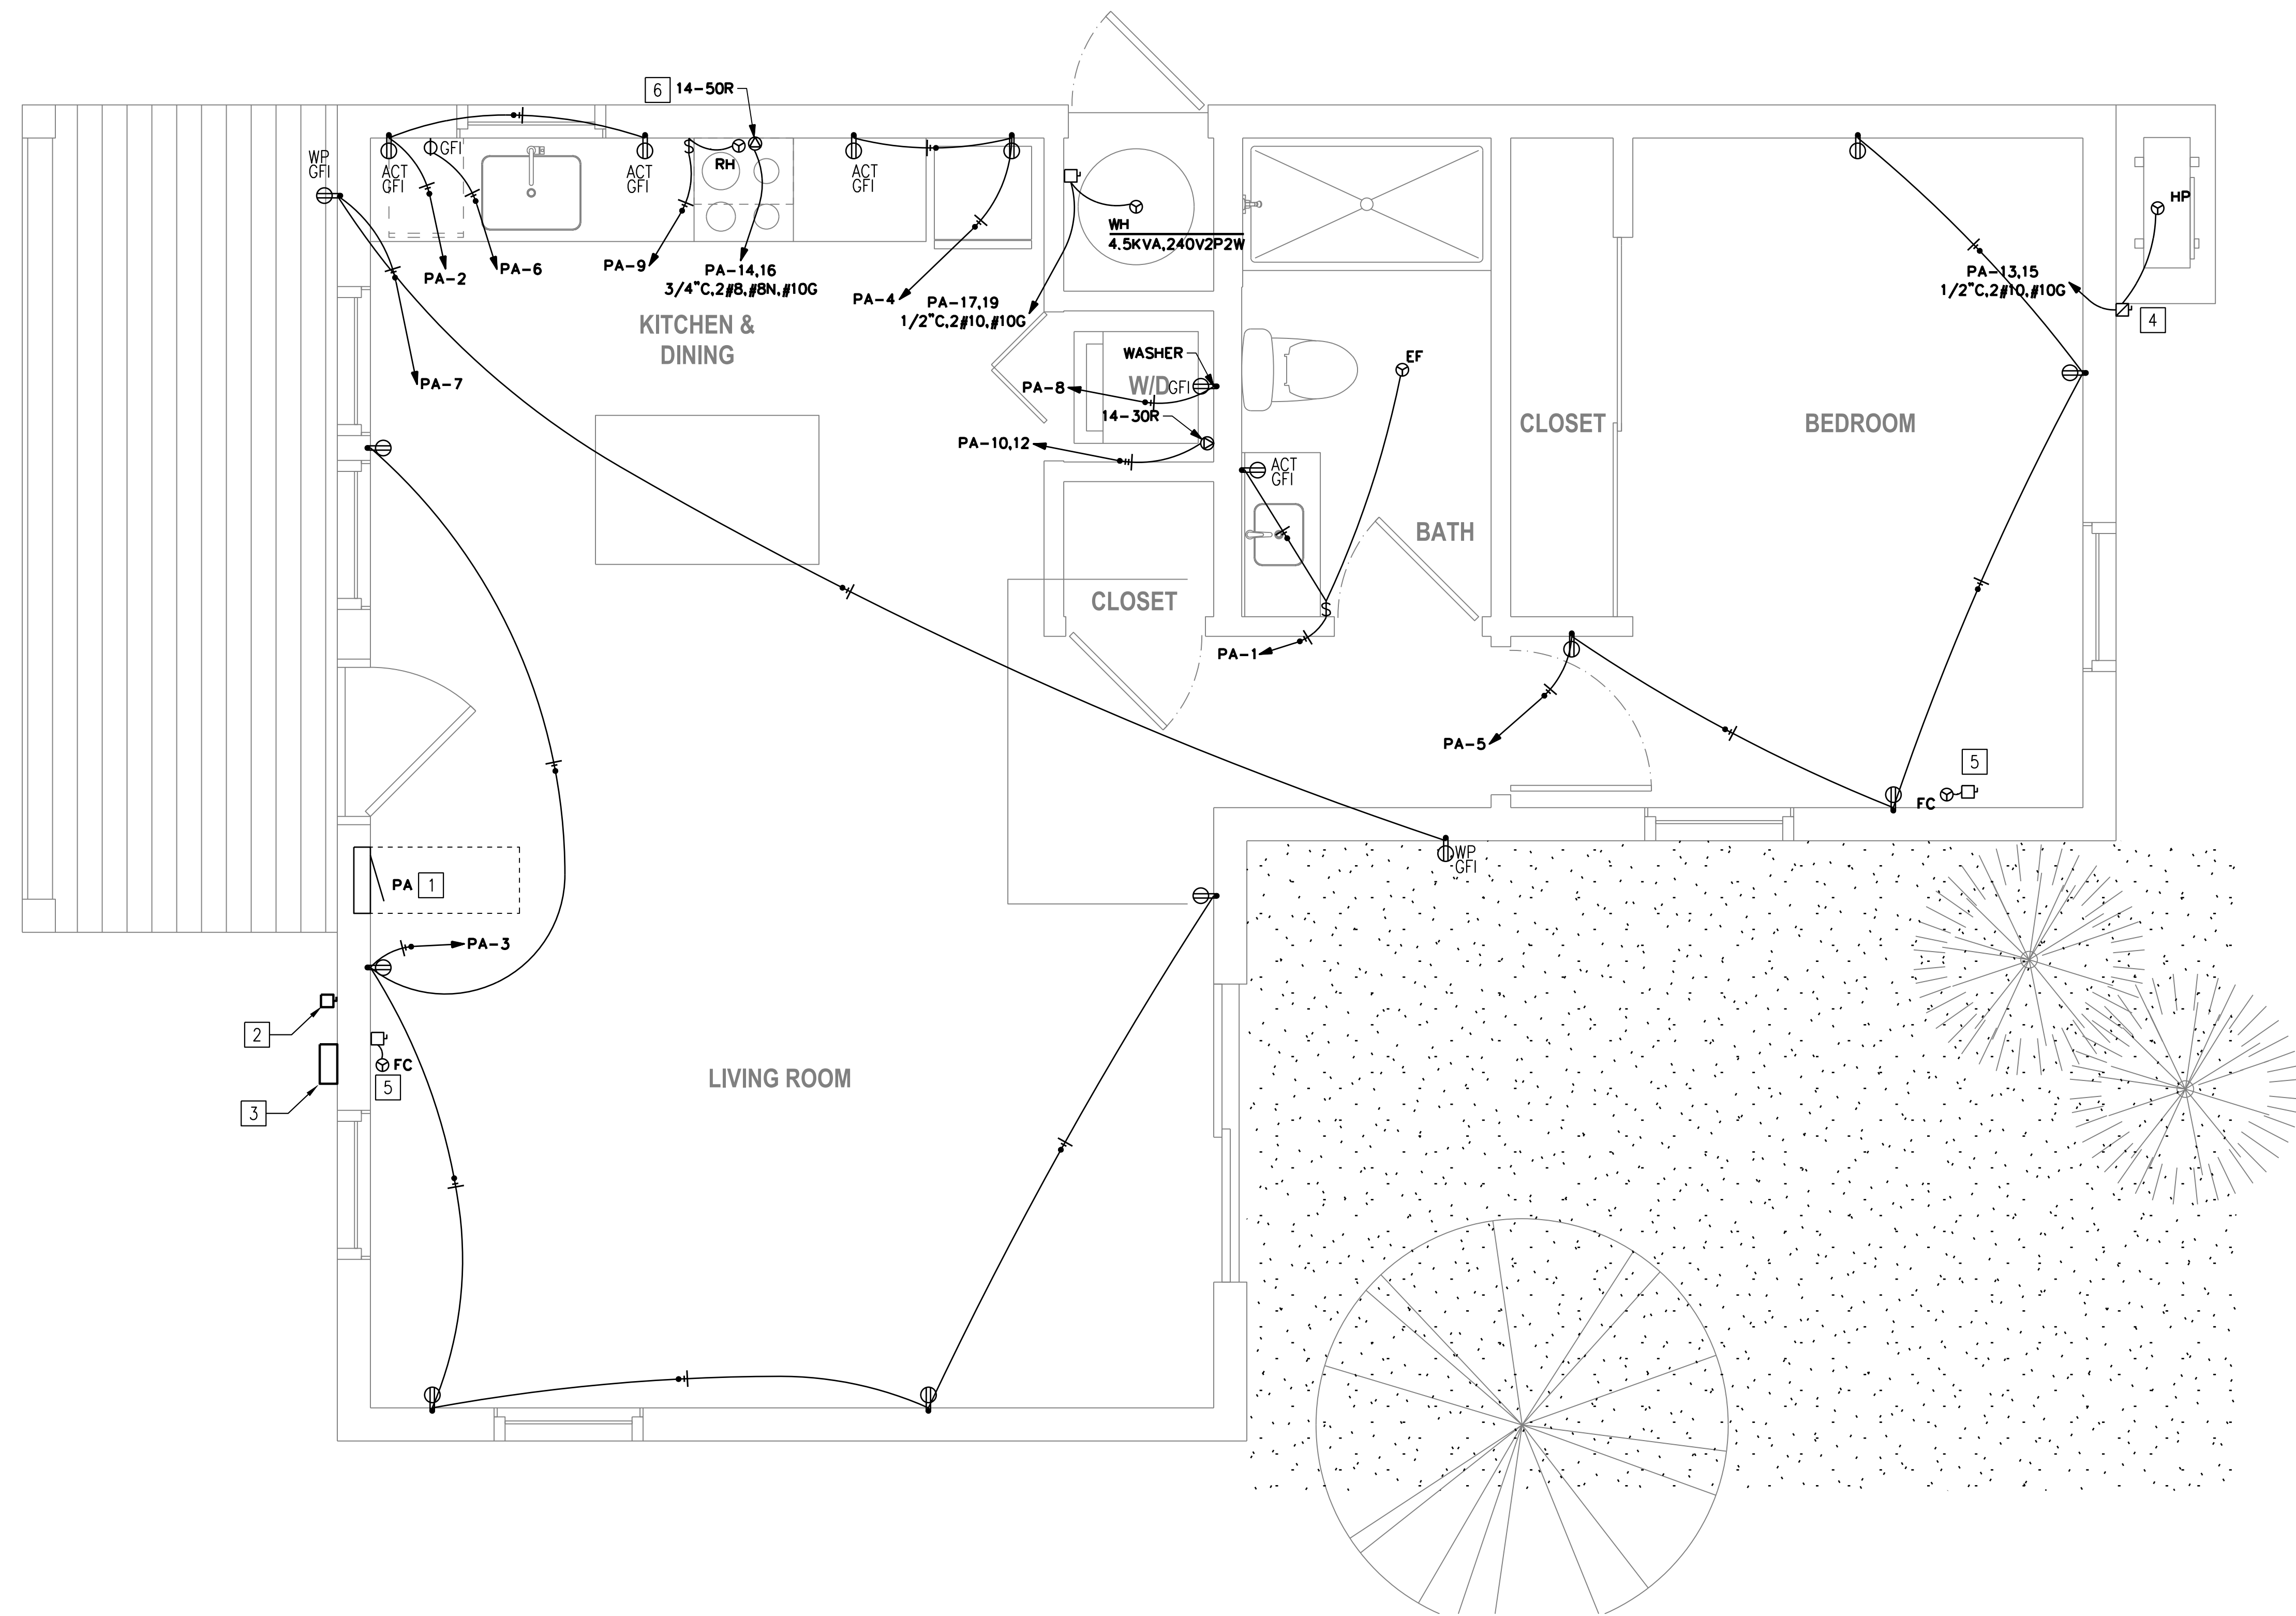 6 14-50R
WP
GFI
ACT
GFI
GFI
ACT
GFI
S
RH
ACT
GFI
WH
4.5KVA,240V2P2W
HP
PA-2
PA-6
PA-9
PA-14,16
3/4"C,2#8,#8N,#10G
PA-4
PA-17,19
1/2"C,2#10,#10G
PA-13,15
1/2"C,2#10,#10G
4
KITCHEN &
DINING
PA-7
WASHER
W/D
GFI
PA-8
14-30R
PA-10,12
EF
CLOSET
BEDROOM
ACT
GFI
BATH
CLOSET
S
PA-1
PA-5
5
FC
WP
GFI
PA 1
PA-3
2
FC
5
3
LIVING ROOM